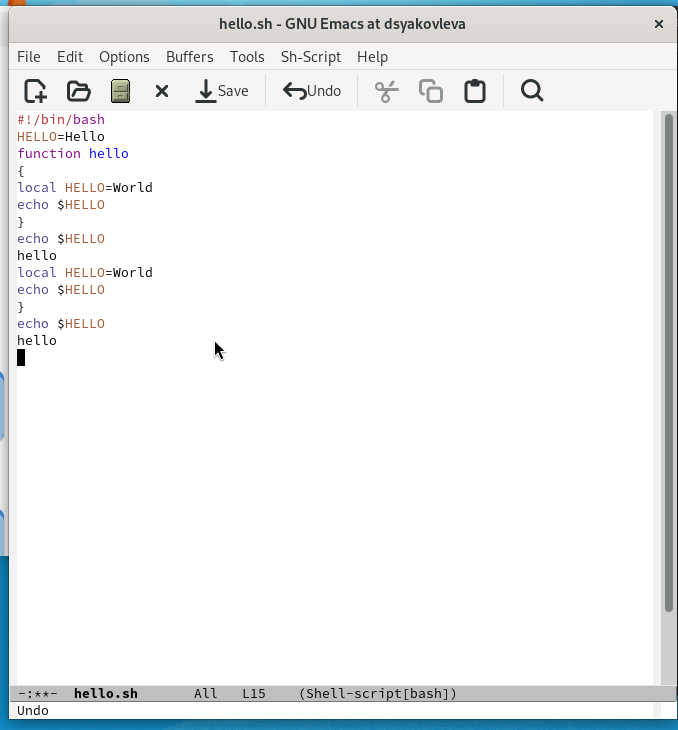 hello.sh - GNU Emacs at dsyakovleva
File Edit Options Buffers Tools Sh-Script Help
Save Undo
#!/bin/bash
HELLO=Hello
function hello
{
local HELLO=World
echo $HELLO
}
echo $HELLO
hello
local HELLO=World
echo $HELLO
}
echo $HELLO
hello
-:**- hello.sh All L15 (Shell-script[bash])
Undo